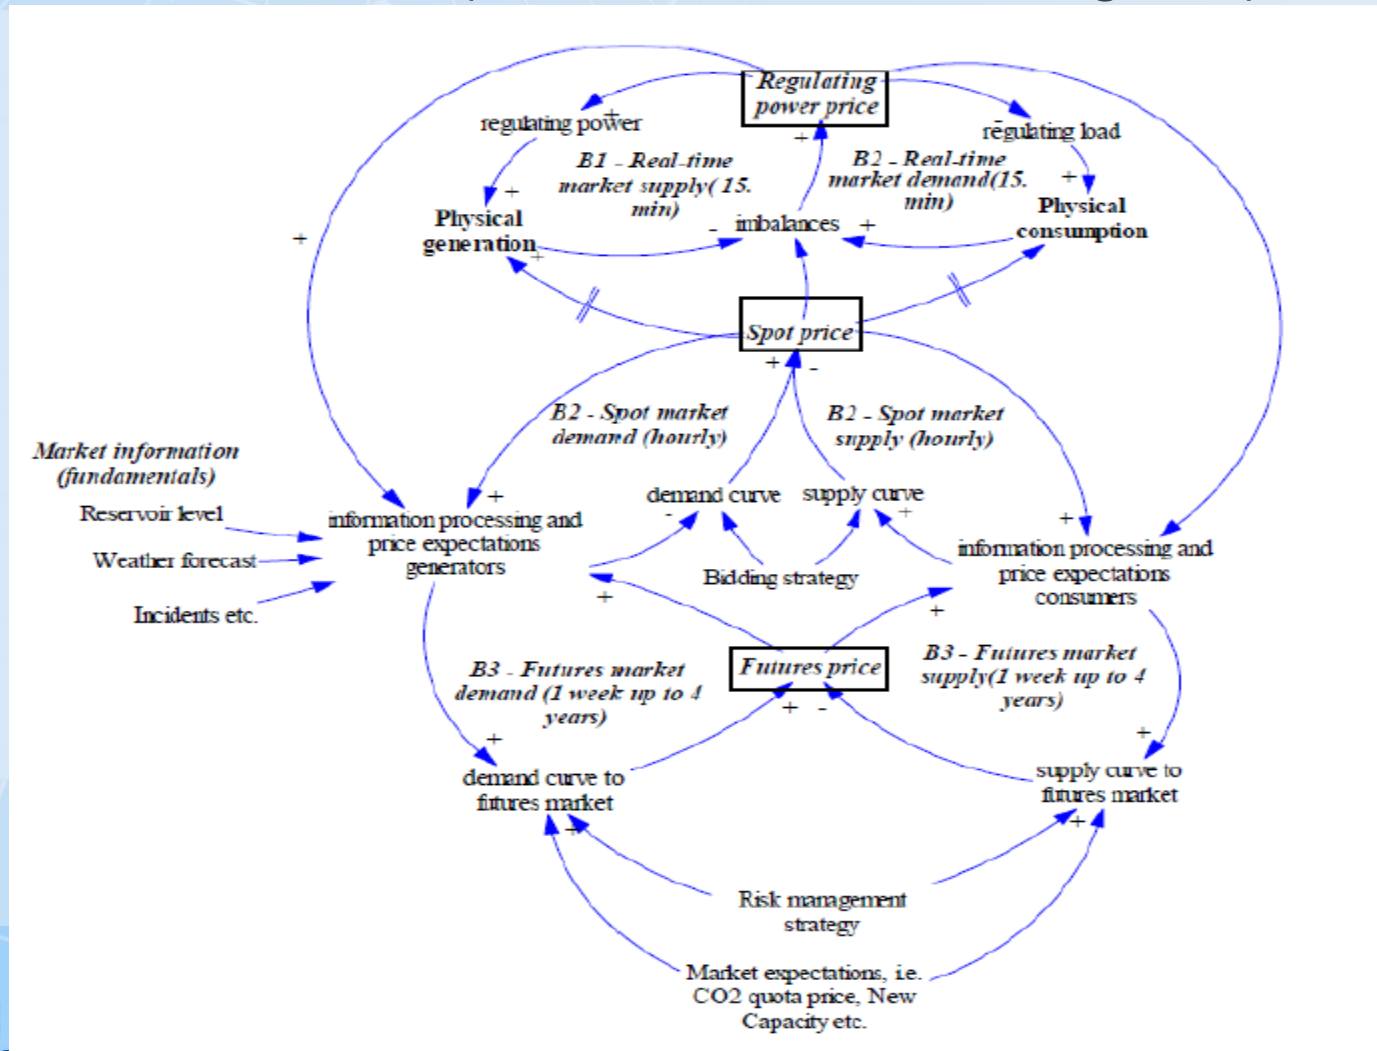 Regulating
power price
regulating power
regulating load
B1 - Real-time
market supply( 15.
min)
B2 - Real-time
market demand(15.
min)
Physical
generation
imbalances
Physical
consumption
Spot price
B2 - Spot market
demand (hourly)
B2 - Spot market
supply (hourly)
Market information
(fundamentals)
Reservoir level
Weather forecast
Incidents etc.
information processing and
price expectations
generators
demand curve
supply curve
Bidding strategy
information processing and
price expectations
consumers
Futures price
B3 - Futures market
demand (1 week up to 4
years)
B3 - Futures market
supply(1 week up to 4
years)
demand curve to
futures market
supply curve to
futures market
Risk management
strategy
Market expectations, i.e.
CO2 quota price, New
Capacity etc.